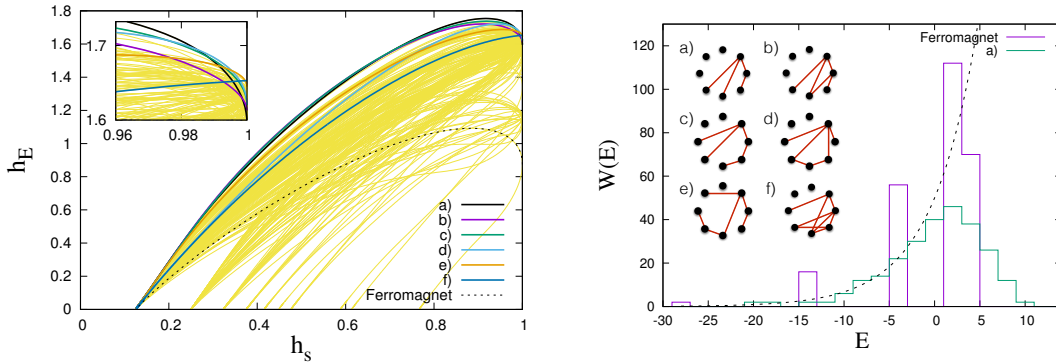 1.8
1.6
1.4
1.2
1
0.8
0.6
0.4
0.2
0
h_E
0 0.2 0.4 0.6 0.8 1
h_s
1.7
1.6
0.96 0.98 1
a)
b)
c)
d)
e)
f)
Ferromagnet
120
100
80
60
40
20
0
W(E)
-30 -25 -20 -15 -10 -5 0 5 10
E
Ferromagnet
a)
a) b)
c) d)
e) f)